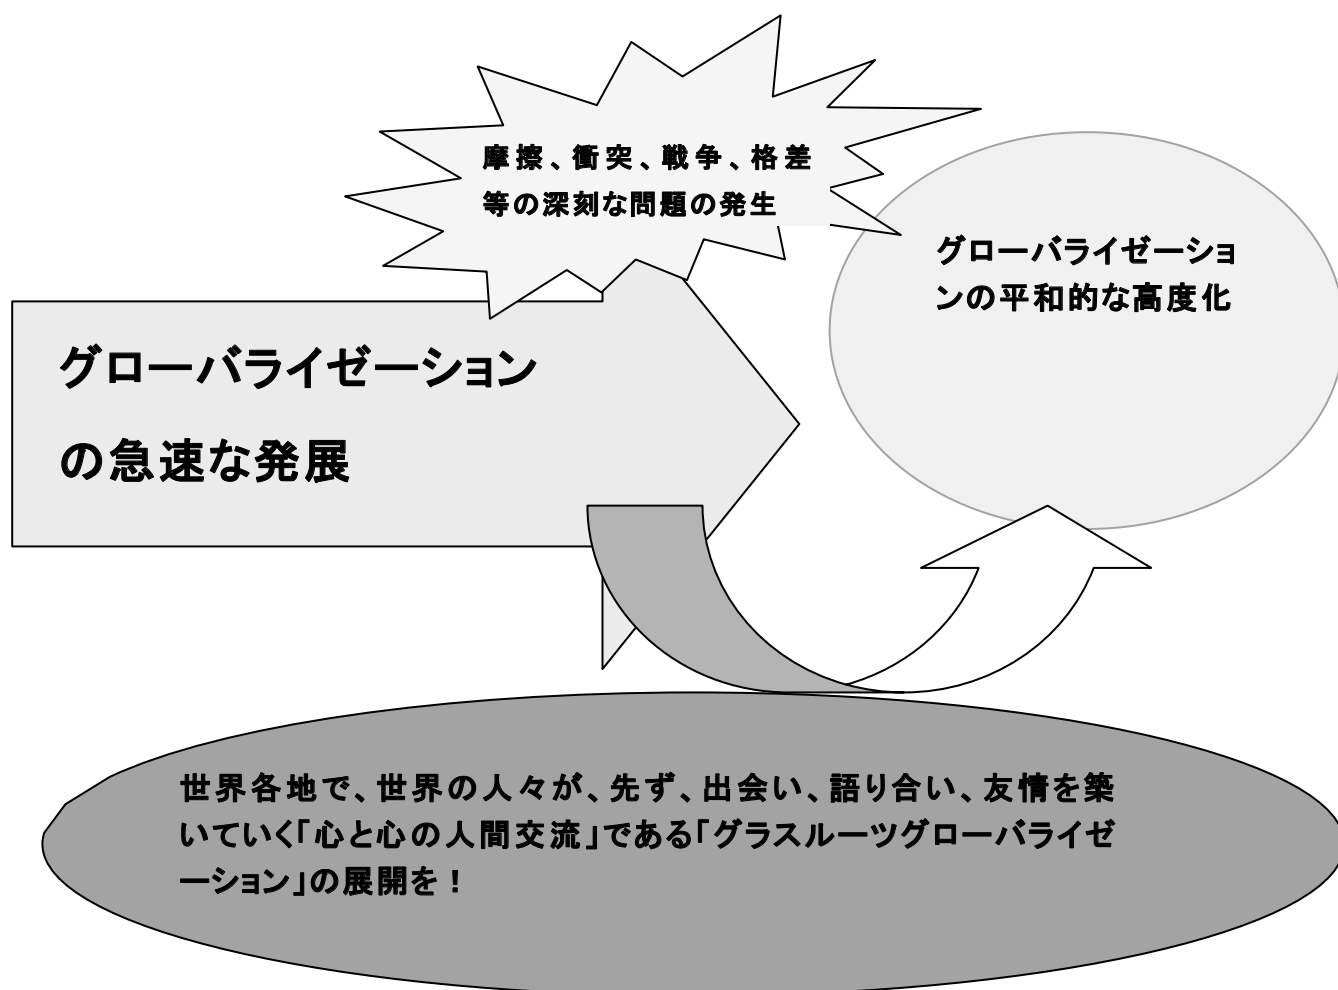 摩擦、衝突、戦争、格差
等の深刻な問題の発生
グローバライゼーショ
ンの平和的な高度化
グローバライゼーション
の急速な発展
世界各地で、世界の人々が、先ず、出会い、語り合い、友情を築
いていく「心と心の人間交流」である「グラスルーツグローバライゼ
ーション」の展開を！